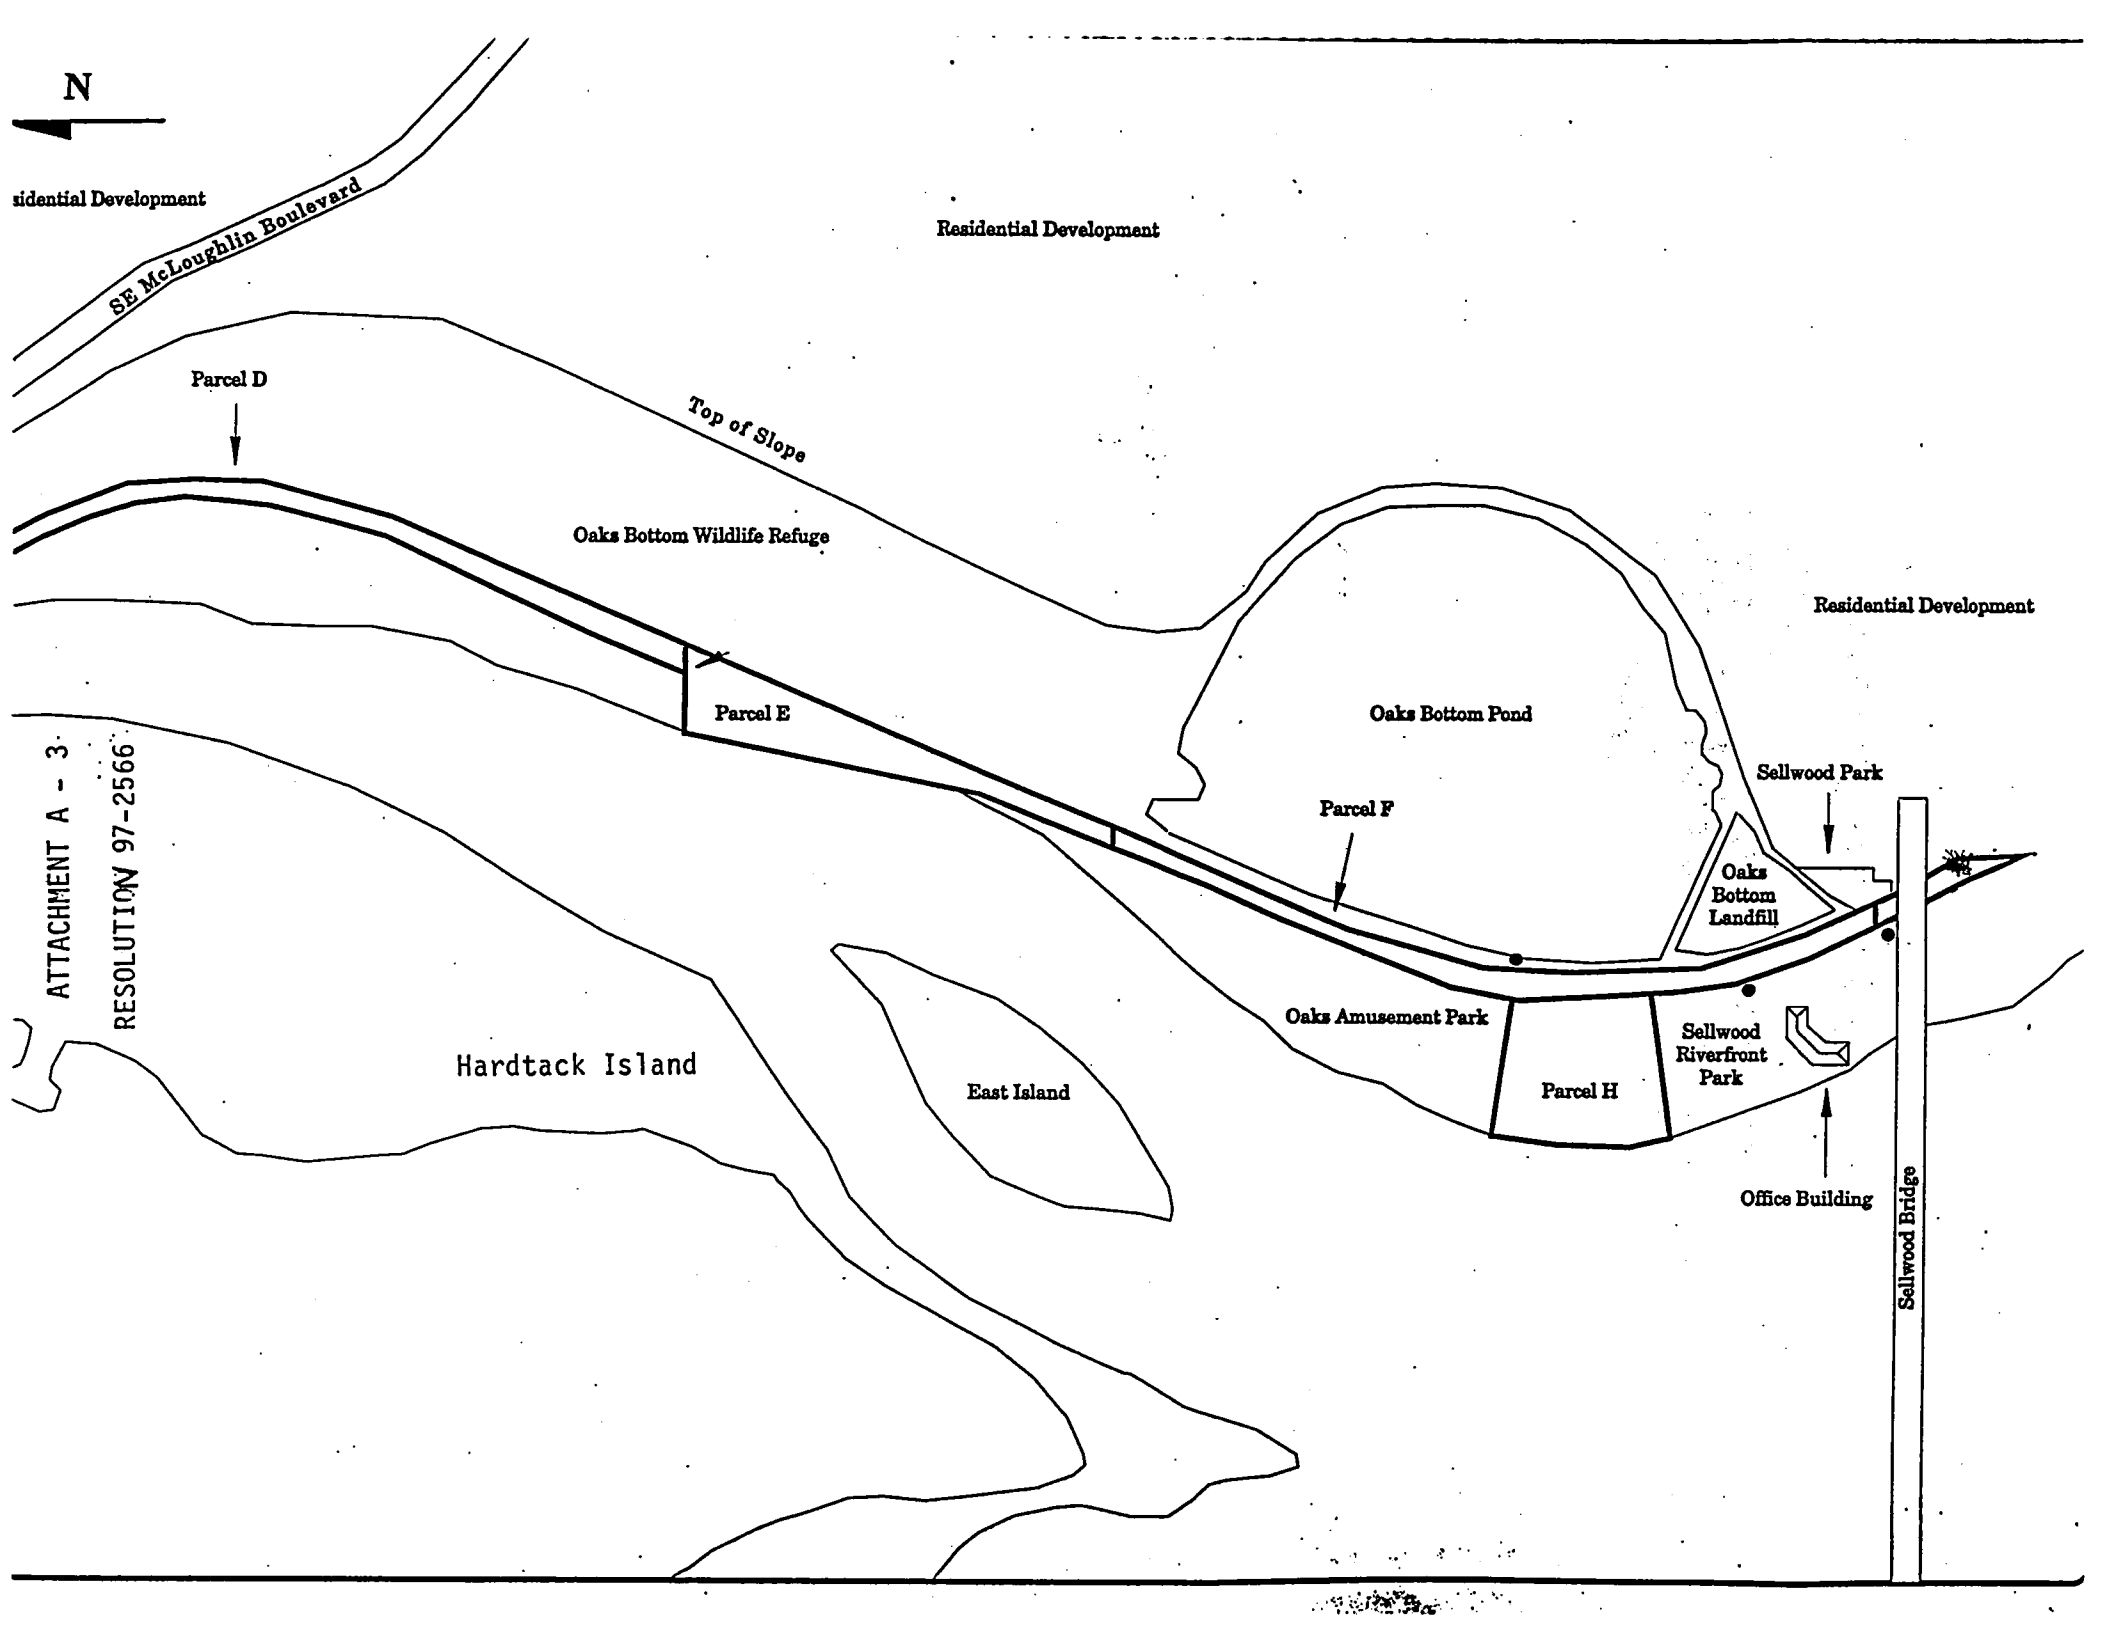 N
sidential Development
SE McLoughlin Boulevard
Residential Development
Parcel D
Top of Slope
Oaks Bottom Wildlife Refuge
Residential Development
Parcel E
Oaks Bottom Pond
Sellwood Park
Parcel F
Oaks
Bottom
Landfill
ATTACHMENT A - 3
RESOLUTION 97-2566
Oaks Amusement Park
Sellwood
Riverfront
Park
Hardtack Island
East Island
Parcel H
Office Building
Sellwood Bridge